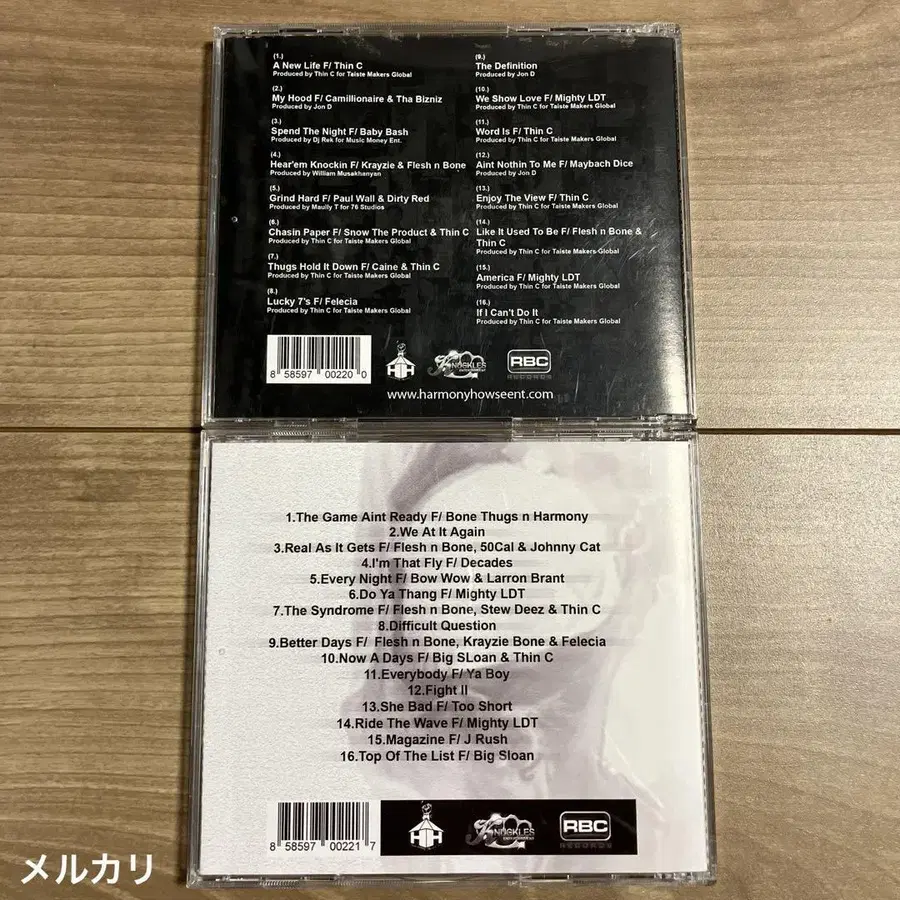 (1.)
A New Life F/ Thin C
Produced by Thin C for Taiste Makers Global
(2.)
My Hood F/ Camillionaire & Tha Bizniz
Produced by Jon D
(3.)
Spend The Night F/ Baby Bash
Produced by Dj Rek for Music Money Ent.
(4.)
Hear'em Knockin F/ Krayzie & Flesh n Bone
Produced by William Musakhanyan
(5.)
Grind Hard F/ Paul Wall & Dirty Red
Produced by Maully T for 76 Studios
(6.)
Chasin Paper F/ Snow The Product & Thin C
Produced by Thin C for Taiste Makers Global
(7.)
Thugs Hold It Down F/ Caine & Thin C
Produced by Thin C for Taiste Makers Global
(8.)
Lucky 7's F/ Felecia
Produced by Thin C for Taiste Makers Global
(9.)
The Definition
Produced by Jon D
(10.)
We Show Love F/ Mighty LDT
Produced by Thin C for Taiste Makers Global
(11.)
Word Is F/ Thin C
Produced by Thin C for Taiste Makers Global
(12.)
Aint Nothin To Me F/ Maybach Dice
Produced by Jon D
(13.)
Enjoy The View F/ Thin C
Produced by Thin C for Taiste Makers Global
(14.)
Like It Used To Be F/ Flesh n Bone &
Thin C
Produced by Thin C for Taiste Makers Global
(15.)
America F/ Mighty LDT
Produced by Thin C for Taiste Makers Global
(16.)
If I Can't Do It
Produced by Thin C for Taiste Makers Global
8 58597 00220 0
KNUCKLES
RBC
RECORDS
www.harmonyhowseent.com
1.The Game Aint Ready F/ Bone Thugs n Harmony
2.We At It Again
3.Real As It Gets F/ Flesh n Bone, 50Cal & Johnny Cat
4.I'm That Fly F/ Decades
5.Every Night F/ Bow Wow & Larron Brant
6.Do Ya Thang F/ Mighty LDT
7.The Syndrome F/ Flesh n Bone, Stew Deez & Thin C
8.Difficult Question
9.Better Days F/ Flesh n Bone, Krayzie Bone & Felecia
10.Now A Days F/ Big SLoan & Thin C
11.Everybody F/ Ya Boy
12.Fight II
13.She Bad F/ Too Short
14.Ride The Wave F/ Mighty LDT
15.Magazine F/ J Rush
16.Top Of The List F/ Big Sloan
8 58597 00221 7
KNUCKLES
RBC
RECORDS
メルカリ